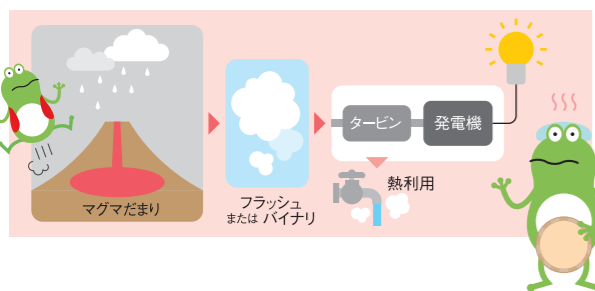 マグマだまり
フラッシュ
または バイナリ
タービン
発電機
熱利用